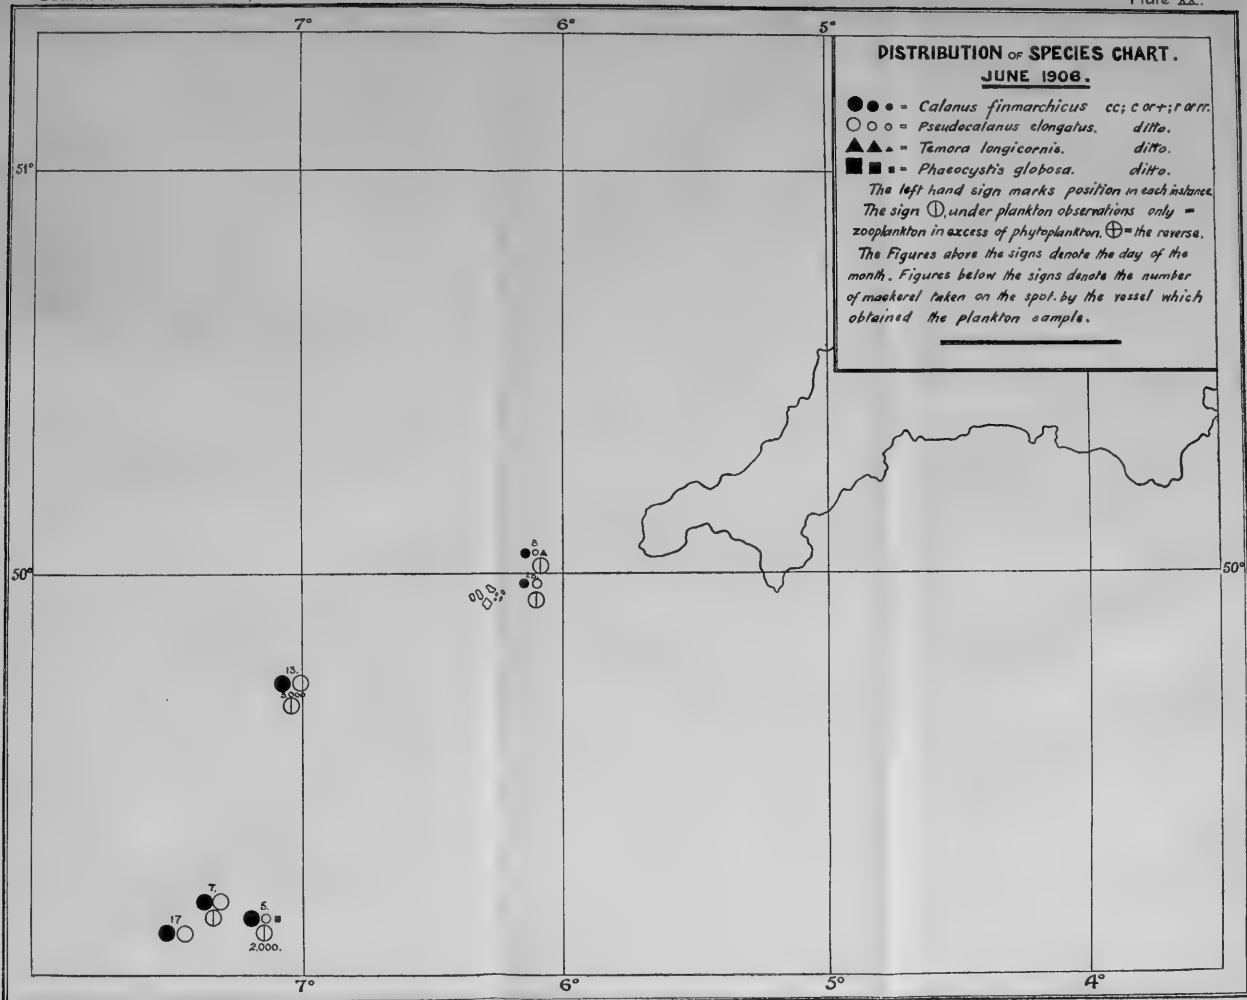 Plate XX.
7° 6° 5°
DISTRIBUTION OF SPECIES CHART.
JUNE 1906.
= Calanus finmarchicus cc; c or +; r or rr.
= Pseudocalanus elongatus. ditto.
= Temora longicornis. ditto.
= Phaeocystis globosa. ditto.
The left hand sign marks position in each instance
The sign ⦶, under plankton observations only =
zooplankton in excess of phytoplankton. ⊕ = the reverse.
The Figures above the signs denote the day of the
month. Figures below the signs denote the number
of mackerel taken on the spot. by the vessel which
obtained the plankton sample.
51°
8.
50° 50°
13.
7.
5.
17
2,000.
7° 6° 5° 4°